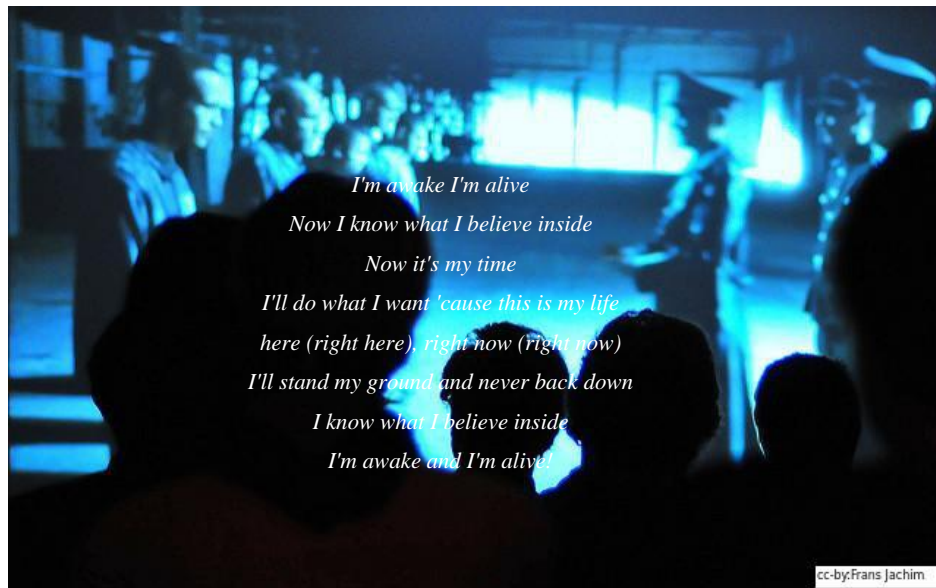 I'm awake I'm alive
Now I know what I believe inside
Now it's my time
I'll do what I want 'cause this is my life
here (right here), right now (right now)
I'll stand my ground and never back down
I know what I believe inside
I'm awake and I'm alive!
cc-by:Frans Jachim